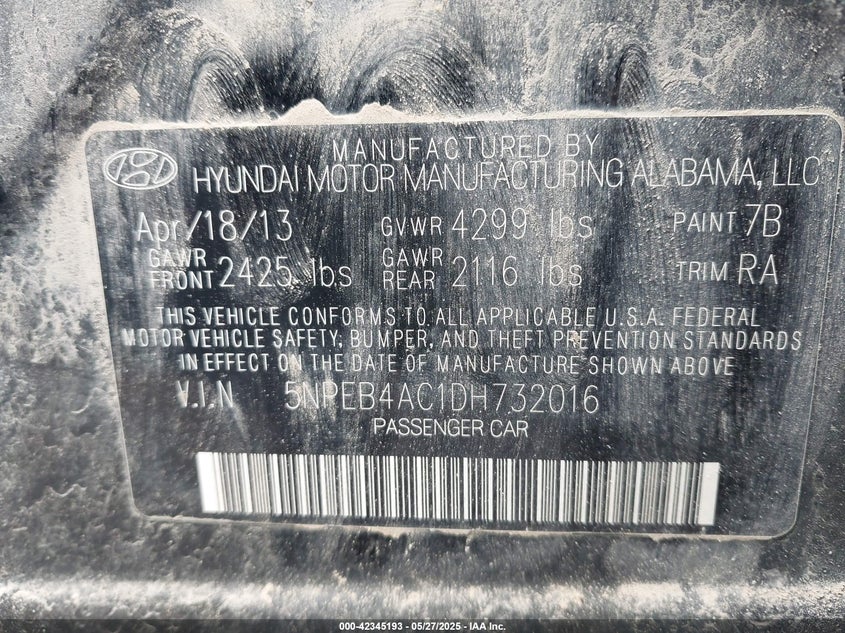 MANUFACTURED BY
HYUNDAI MOTOR MANUFACTURING ALABAMA, LLC
Apr/18/13 GVWR 4299 lbs PAINT 7B
GAWR FRONT 2425 lbs GAWR REAR 2116 lbs TRIM RA
THIS VEHICLE CONFORMS TO ALL APPLICABLE U.S.A. FEDERAL
MOTOR VEHICLE SAFETY, BUMPER, AND THEFT PREVENTION STANDARDS
IN EFFECT ON THE DATE OF MANUFACTURE SHOWN ABOVE
V.I.N 5NPEB4AC1DH732016
PASSENGER CAR
000-42345193 - 05/27/2025 - IAA Inc.